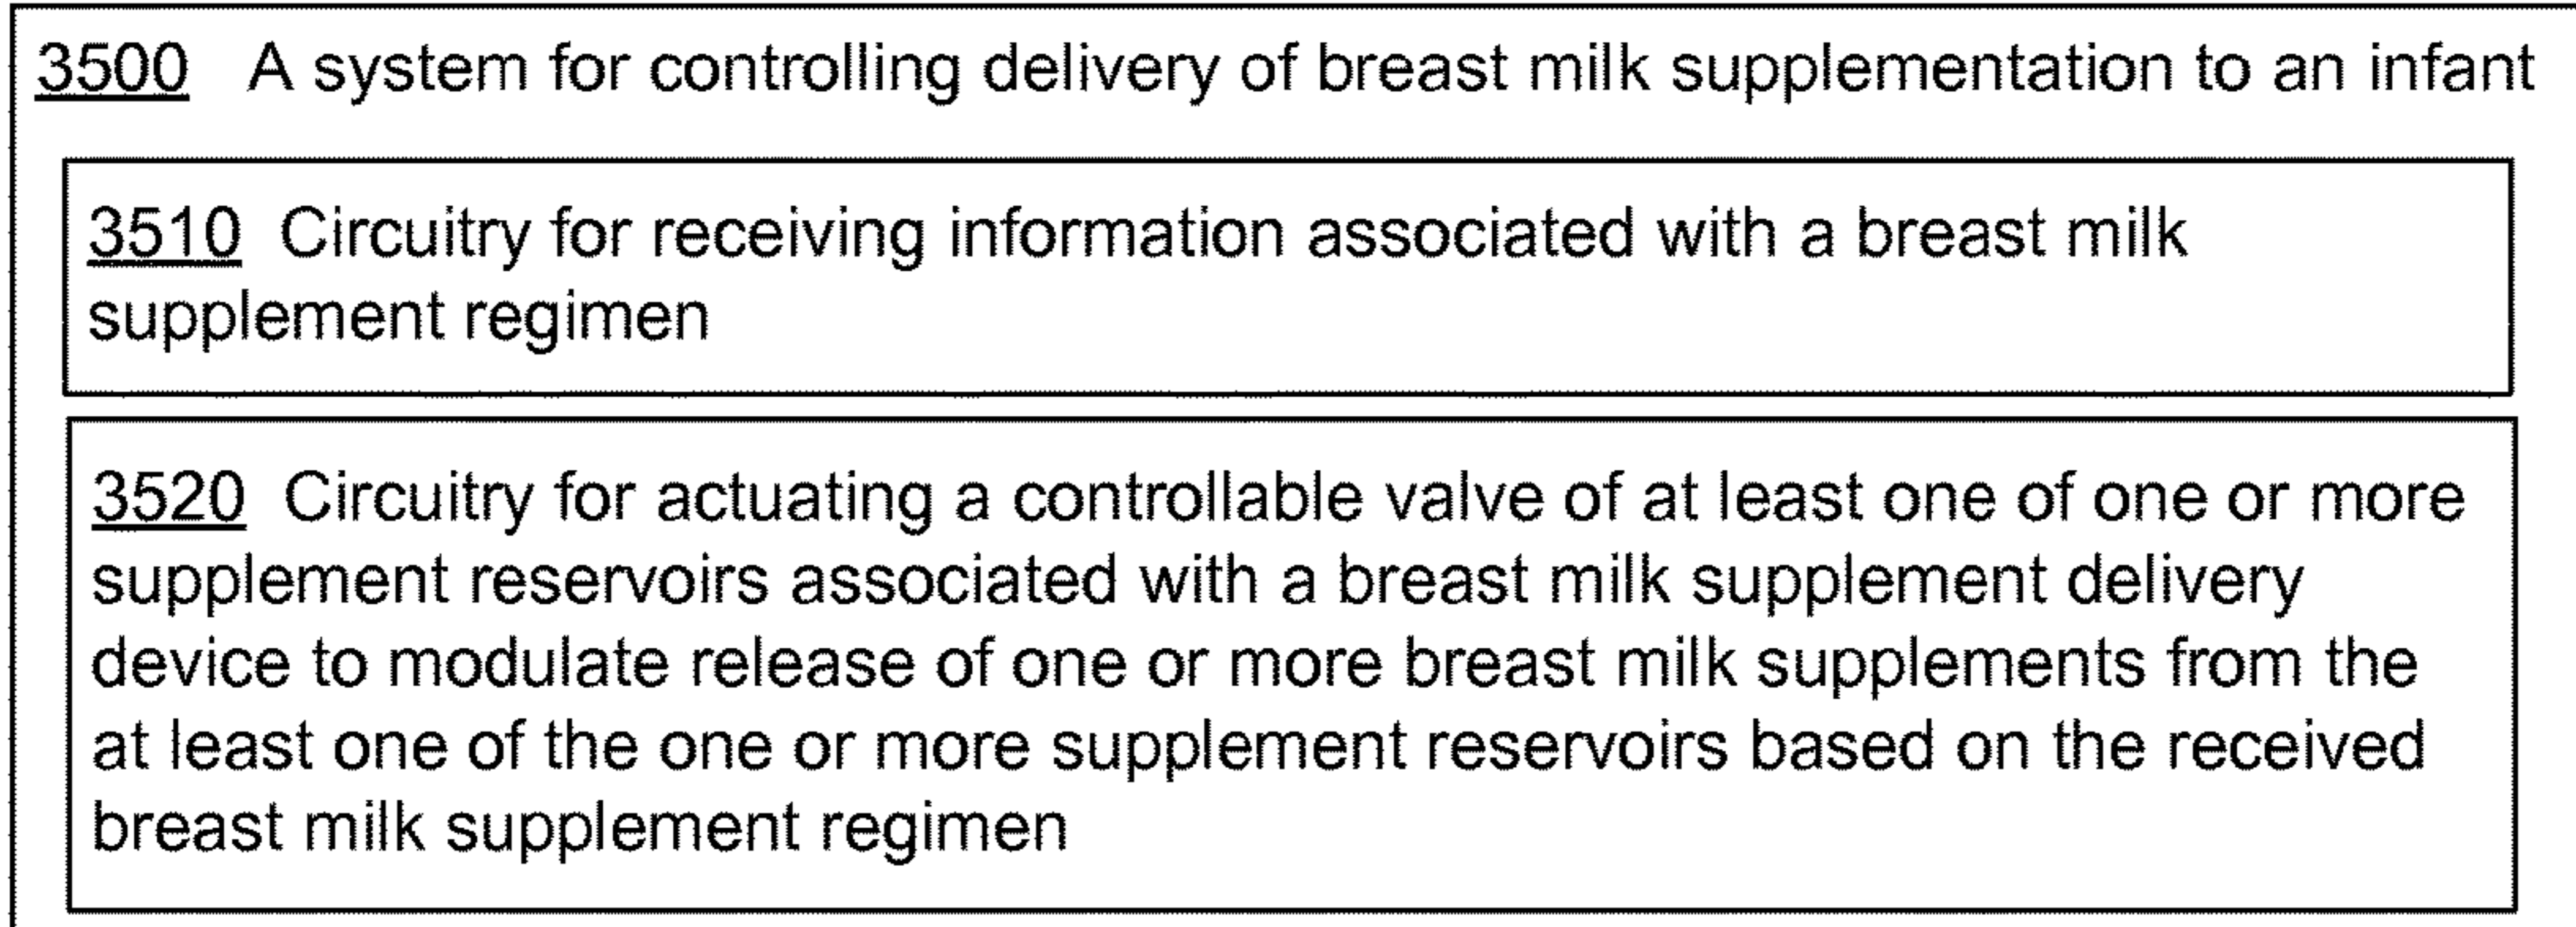 3500 A system for controlling delivery of breast milk supplementation to an infant
3510 Circuitry for receiving information associated with a breast milk
supplement regimen
3520 Circuitry for actuating a controllable valve of at least one of one or more
supplement reservoirs associated with a breast milk supplement delivery
device to modulate release of one or more breast milk supplements from the
at least one of the one or more supplement reservoirs based on the received
breast milk supplement regimen